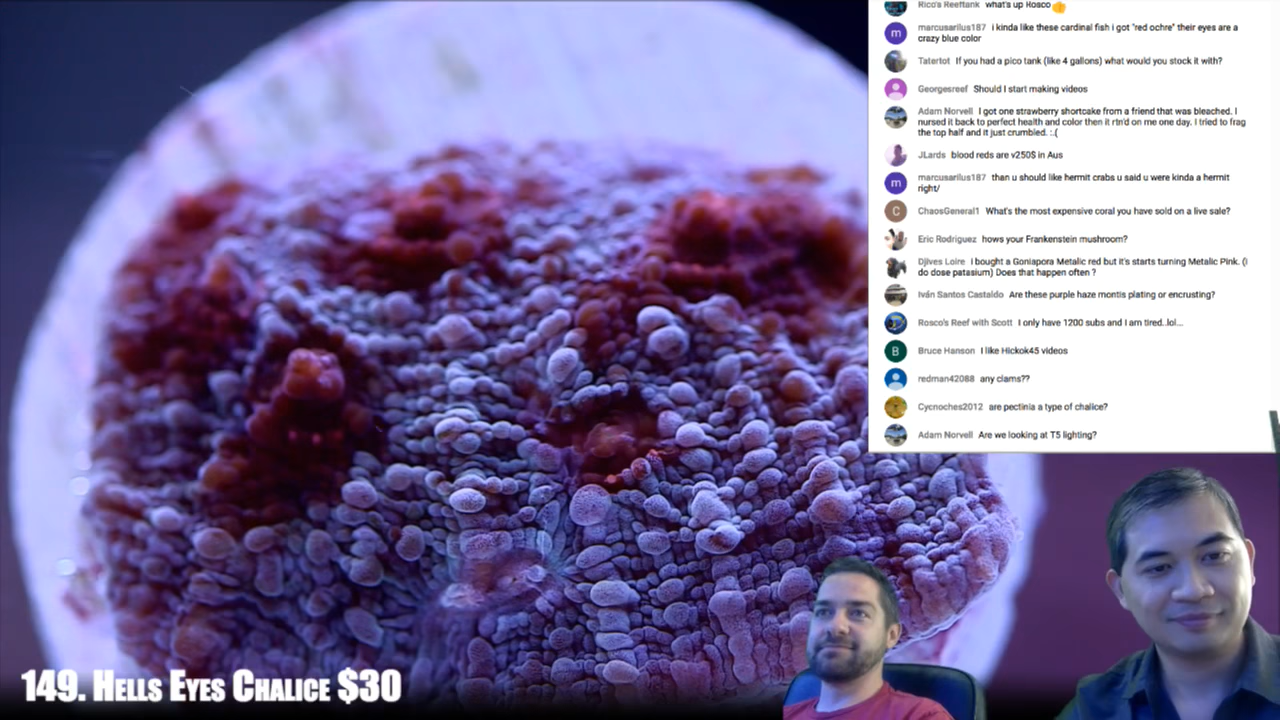 Rico's Reeftank what's up Rosco👍
m marcusarilus187 i kinda like these cardinal fish i got "red ochre" their eyes are a
crazy blue color
Tatertot If you had a pico tank (like 4 gallons) what would you stock it with?
Georgesreef Should I start making videos
Adam Norvell I got one strawberry shortcake from a friend that was bleached. I
nursed it back to perfect health and color then it rtn'd on me one day. I tried to frag
the top half and it just crumbled. :.(
JLards blood reds are v250$ in Aus
m marcusarilus187 than u should like hermit crabs u said u were kinda a hermit
right/
C ChaosGeneral1 What's the most expensive coral you have sold on a live sale?
Eric Rodriguez hows your Frankenstein mushroom?
Djives Loire I bought a Goniapora Metalic red but it's starts turning Metalic Pink. (I
do dose patasium) Does that happen often ?
Iván Santos Castaldo Are these purple haze montis plating or encrusting?
Rosco's Reef with Scott I only have 1200 subs and I am tired..lol...
B Bruce Hanson I like Hickok45 videos
redman42088 any clams??
Cycnoches2012 are pectinia a type of chalice?
Adam Norvell Are we looking at T5 lighting?
149. Hells Eyes Chalice $30